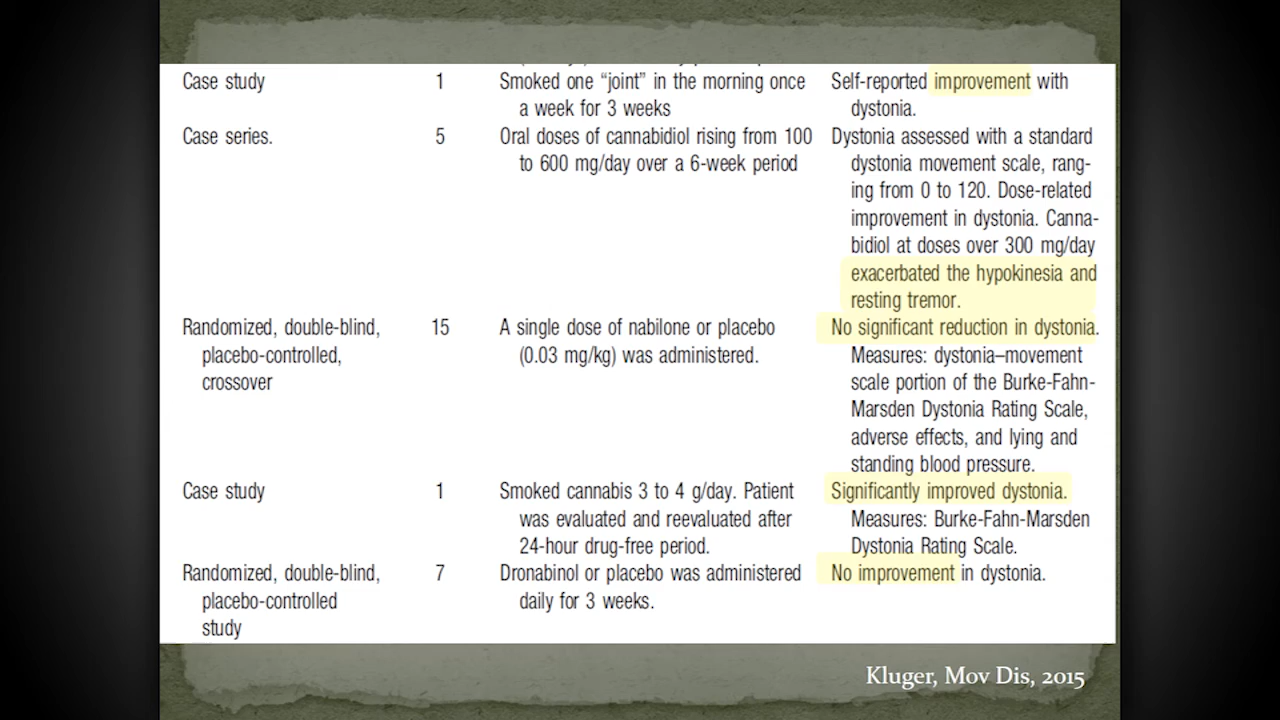 Case study 1 Smoked one “joint” in the morning once Self-reported improvement with
a week for 3 weeks dystonia.
Case series. 5 Oral doses of cannabidiol rising from 100 Dystonia assessed with a standard
to 600 mg/day over a 6-week period dystonia movement scale, rang-
ing from 0 to 120. Dose-related
improvement in dystonia. Canna-
bidiol at doses over 300 mg/day
exacerbated the hypokinesia and
resting tremor.
Randomized, double-blind, 15 A single dose of nabilone or placebo No significant reduction in dystonia.
placebo-controlled, (0.03 mg/kg) was administered. Measures: dystonia–movement
crossover scale portion of the Burke-Fahn-
Marsden Dystonia Rating Scale,
adverse effects, and lying and
standing blood pressure.
Case study 1 Smoked cannabis 3 to 4 g/day. Patient Significantly improved dystonia.
was evaluated and reevaluated after Measures: Burke-Fahn-Marsden
24-hour drug-free period. Dystonia Rating Scale.
Randomized, double-blind, 7 Dronabinol or placebo was administered No improvement in dystonia.
placebo-controlled daily for 3 weeks.
study
Kluger, Mov Dis, 2015